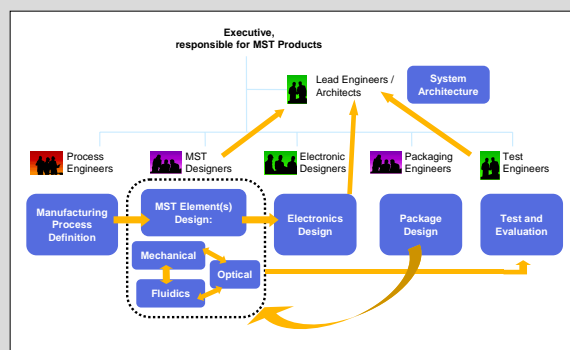 Executive,
responsible for MST Products
Lead Engineers /
Architects
System
Architecture
Process
Engineers
MST
Designers
Electronic Designers
Packaging Engineers
Test
Engineers
Manufacturing
Process
Definition
MST Element(s)
Design:
Electronics
Design
Package
Design
Test and
Evaluation
Mechanical
Optical
Fluidics